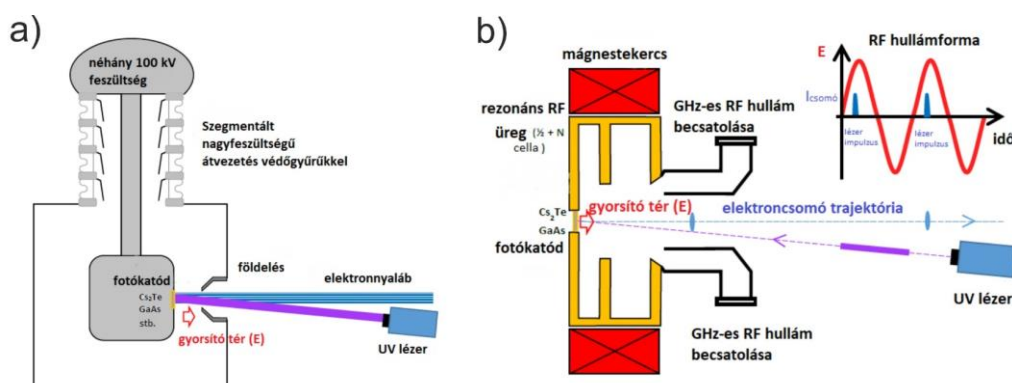 a)
néhány 100 kV
feszültség
Szegmentált
nagyfeszültségű
átvezetés védőgyűrűkkel
fotókatód
Cs₂Te
GaAs
stb.
földelés
elektronnyaláb
gyorsító tér (E)
UV lézer
b)
mágnestekercs
rezonáns RF
üreg (½ + N
cella )
GHz-es RF hullám
becsatolása
RF hullámforma
E
Icsomó
lézer
impulzus
lézer
impulzus
idő
Cs₂Te
GaAs
fotókatód
gyorsító tér (E)
elektroncsomó trajektória
UV lézer
GHz-es RF hullám
becsatolása